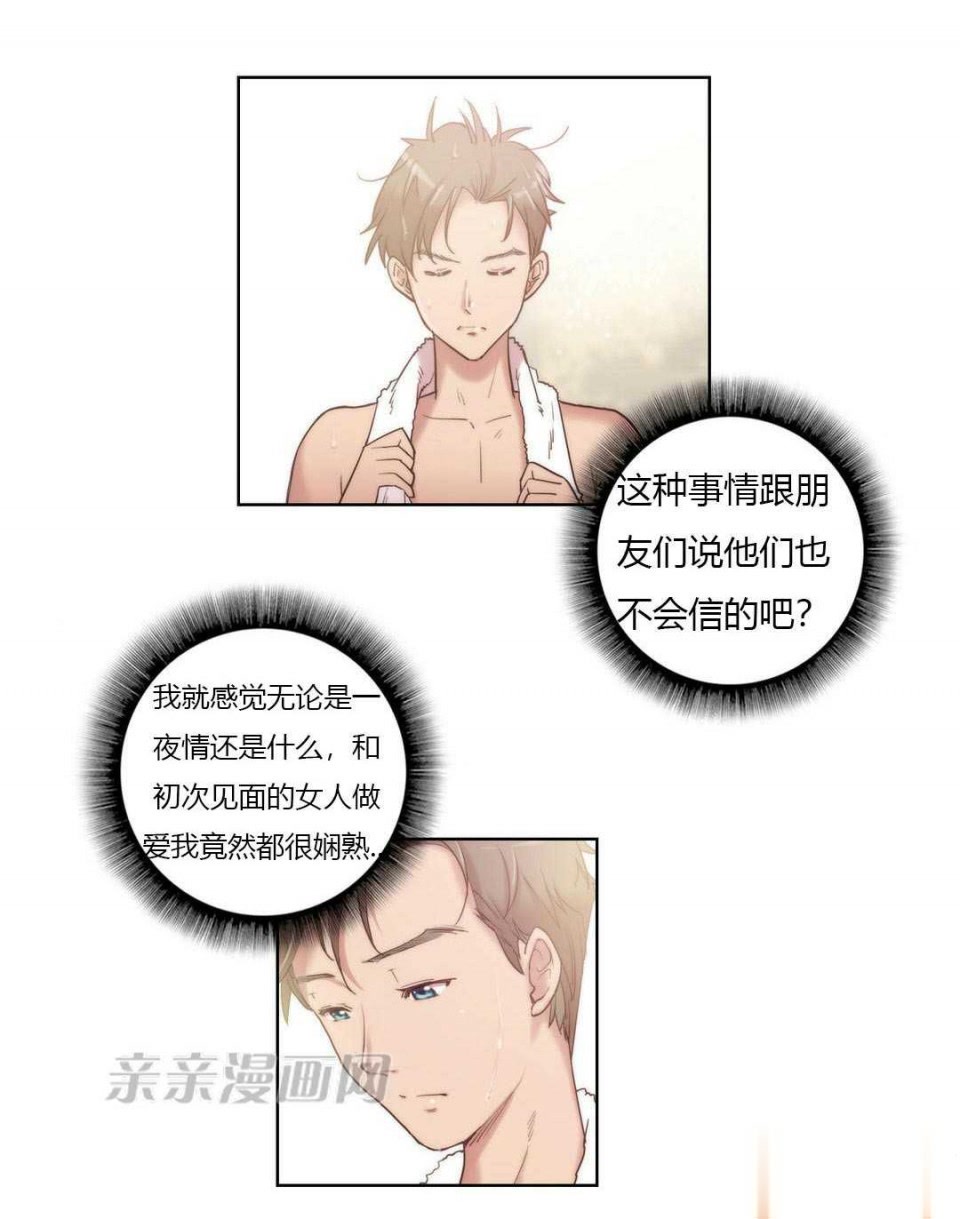 这种事情跟朋
友们说他们也
不会信的吧？
我就感觉无论是一
夜情还是什么，和
初次见面的女人做
爱我竟然都很娴熟..
亲亲漫画网